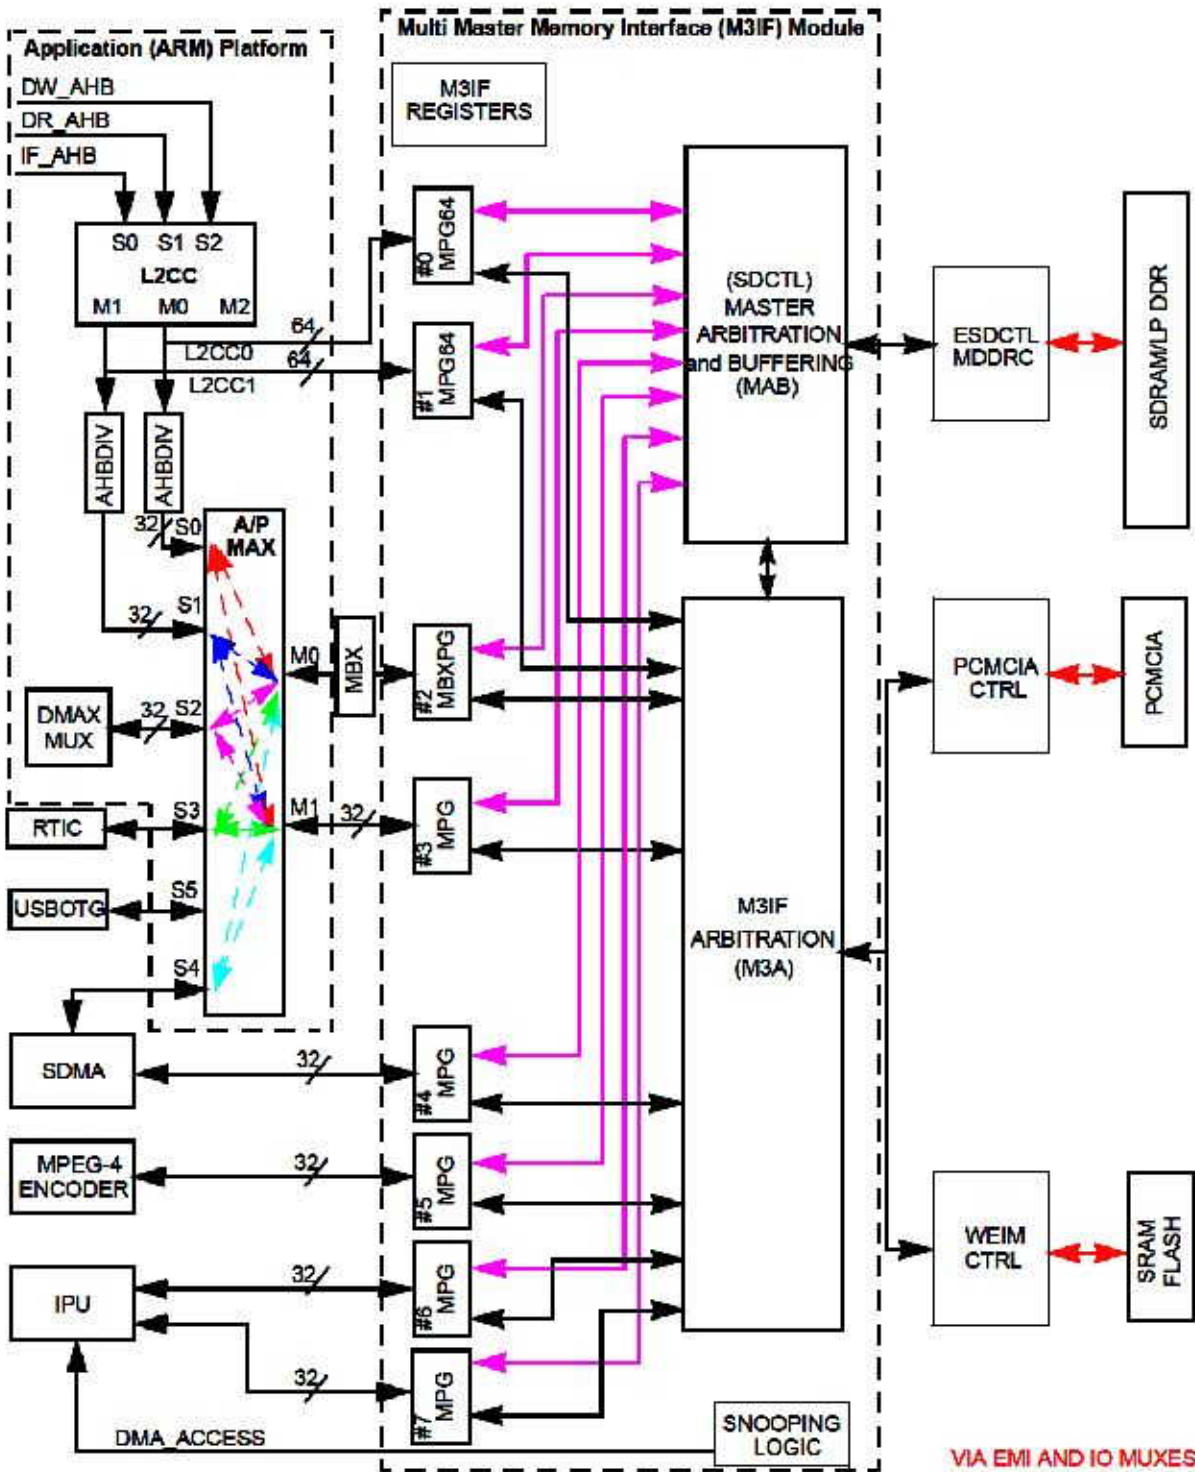 Multi Master Memory Interface (M3IF) Module
Application (ARM) Platform
DW_AHB
DR_AHB
IF_AHB
M3IF
REGISTERS
S0 S1 S2
L2CC
M1 M0 M2
64
L2CC0
64
L2CC1
AHBDIV
AHBDIV
#0
MPG64
#1
MPG64
(SDCTL)
MASTER
ARBITRATION
and BUFFERING
(MAB)
ESDCTL
MDDRC
SDRAM/LP DDR
32
S0
A/P
MAX
32
S1
M0
MBX
#2
MBXPG
DMAX
MUX
32
S2
PCMCIA
CTRL
PCMCIA
RTIC
S3
M1
32
#3
MPG
USBOTG
S5
S4
M3IF
ARBITRATION
(M3A)
SDMA
32
#4
MPG
MPEG-4
ENCODER
32
#5
MPG
WEIM
CTRL
SRAM
FLASH
IPU
32
#6
MPG
32
#7
MPG
DMA_ACCESS
SNOOPING
LOGIC
VIA EMI AND IO MUXES